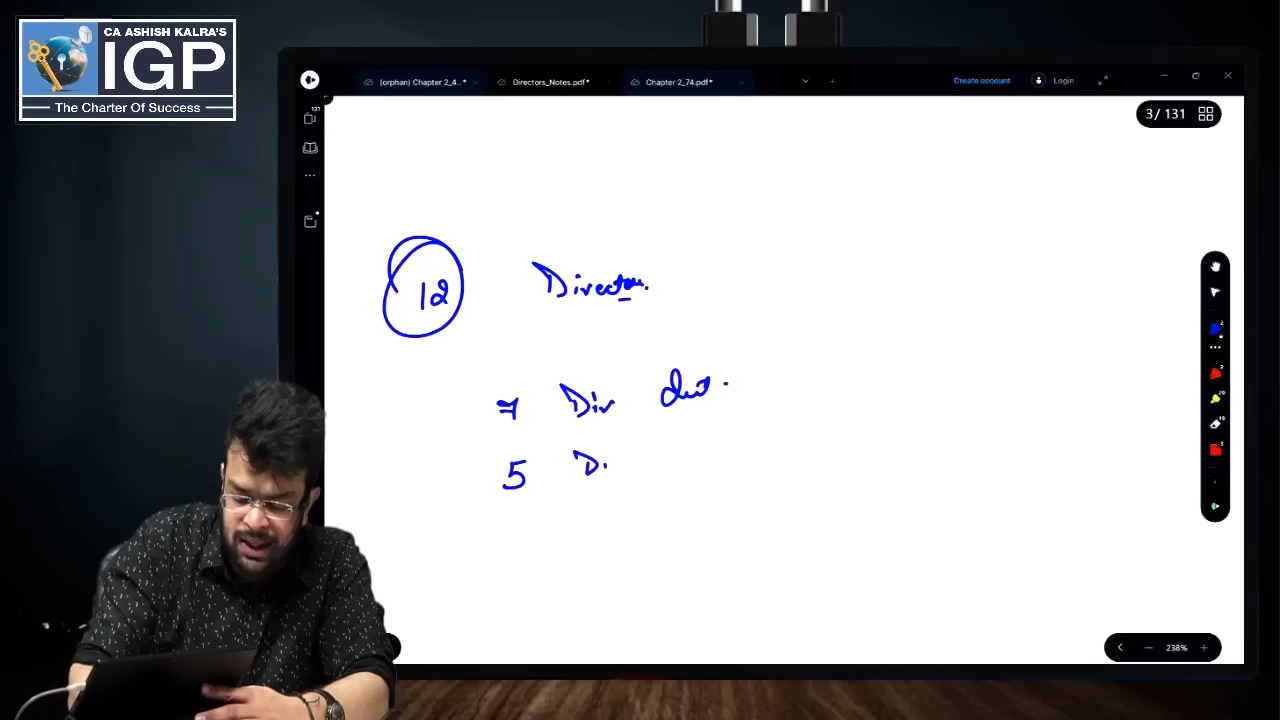 CA ASHISH KALRA'S
IGP
The Charter Of Success
(orphan) Chapter 2_4...*
Directors_Notes.pdf*
Chapter 2_74.pdf*
Create account
Login
131
3/ 131
12 Director.
7 Dir
5 D.
238%